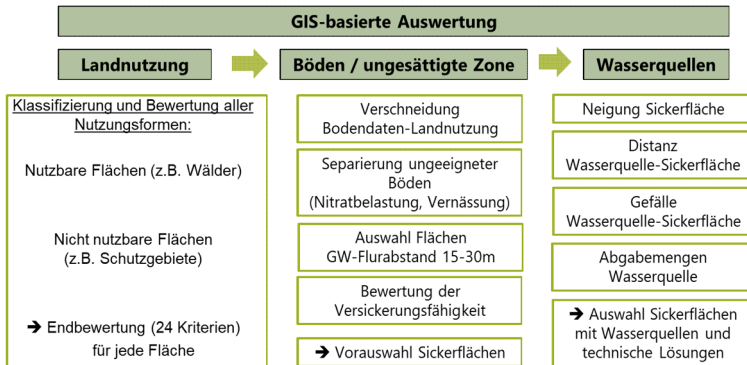 GIS-basierte Auswertung
Landnutzung
Klassifizierung und Bewertung aller
Nutzungsformen:
Nutzbare Flächen (z.B. Wälder)
Nicht nutzbare Flächen
(z.B. Schutzgebiete)
➔ Endbewertung (24 Kriterien)
für jede Fläche
Böden / ungesättigte Zone
Verschneidung
Bodendaten-Landnutzung
Separierung ungeeigneter
Böden
(Nitratbelastung, Vernässung)
Auswahl Flächen
GW-Flurabstand 15-30m
Bewertung der
Versickerungsfähigkeit
➔ Vorauswahl Sickerflächen
Wasserquellen
Neigung Sickerfläche
Distanz
Wasserquelle-Sickerfläche
Gefälle
Wasserquelle-Sickerfläche
Abgabemengen
Wasserquelle
➔ Auswahl Sickerflächen
mit Wasserquellen und
technische Lösungen